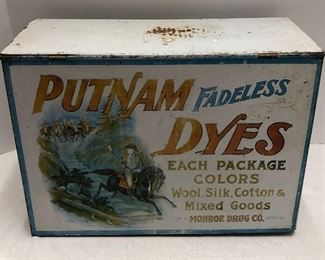 PUTNAM FADELESS
DYES
EACH PACKAGE
COLORS
Wool, Silk, Cotton &
Mixed Goods
MONROE DRUG CO.